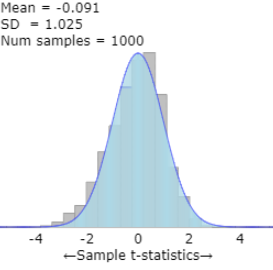 Mean = -0.091
SD = 1.025
Num samples = 1000
-4 -2 0 2 4
←Sample t-statistics→